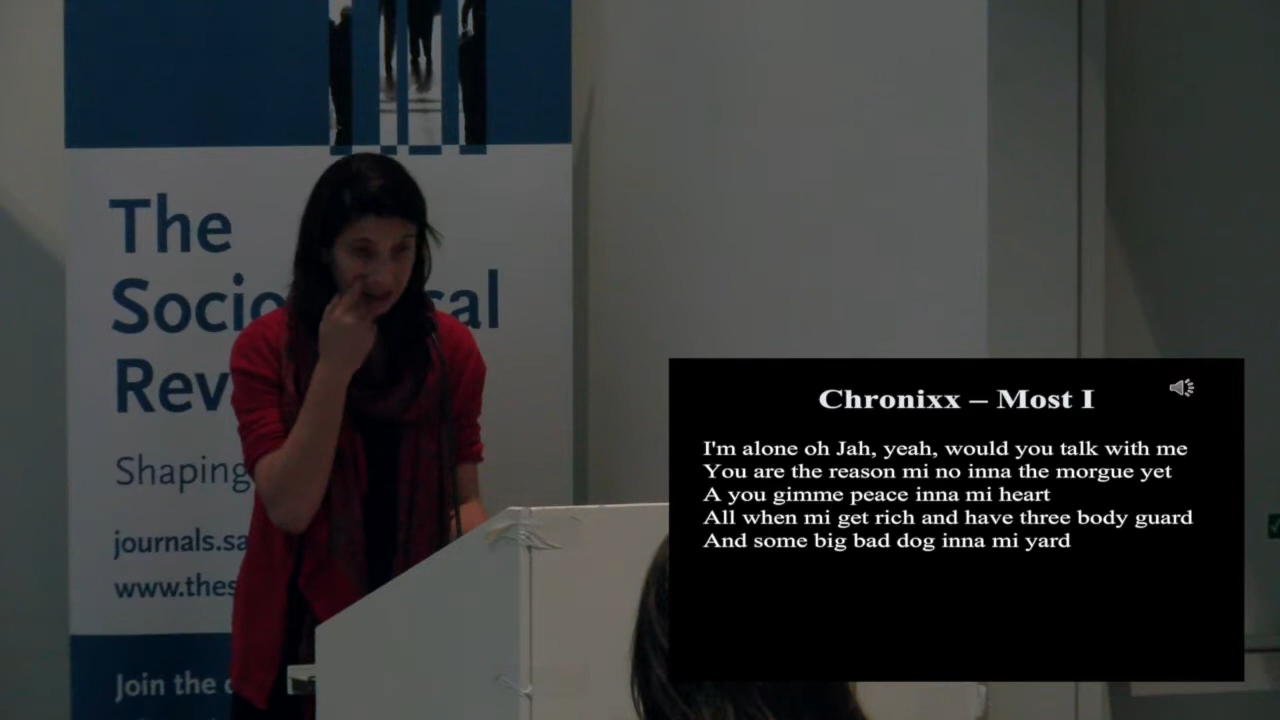 The
Socio cal
Rev
Shaping
journals.sa
www.thes
Join the
Chronixx – Most I
I'm alone oh Jah, yeah, would you talk with me
You are the reason mi no inna the morgue yet
A you gimme peace inna mi heart
All when mi get rich and have three body guard
And some big bad dog inna mi yard